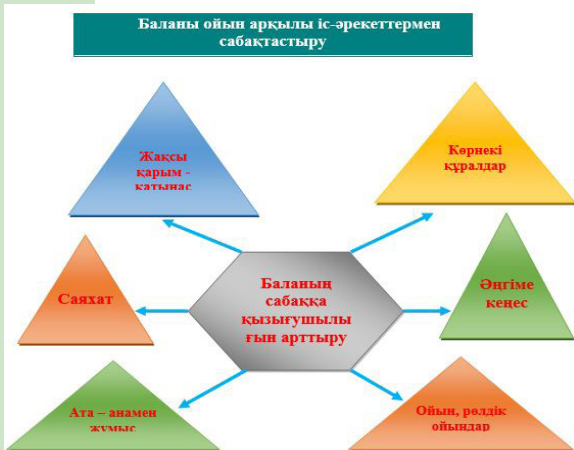 Баланы ойын арқылы іс-әрекеттермен
сабақтастыру
Жақсы
қарым -
қатынас
Көрнекі
құралдар
Саяхат
Баланың
сабаққа
қызығушылы
ғын арттыру
Әңгіме
кеңес
Ата – анамен
жұмыс
Ойын, рөлдік
ойындар